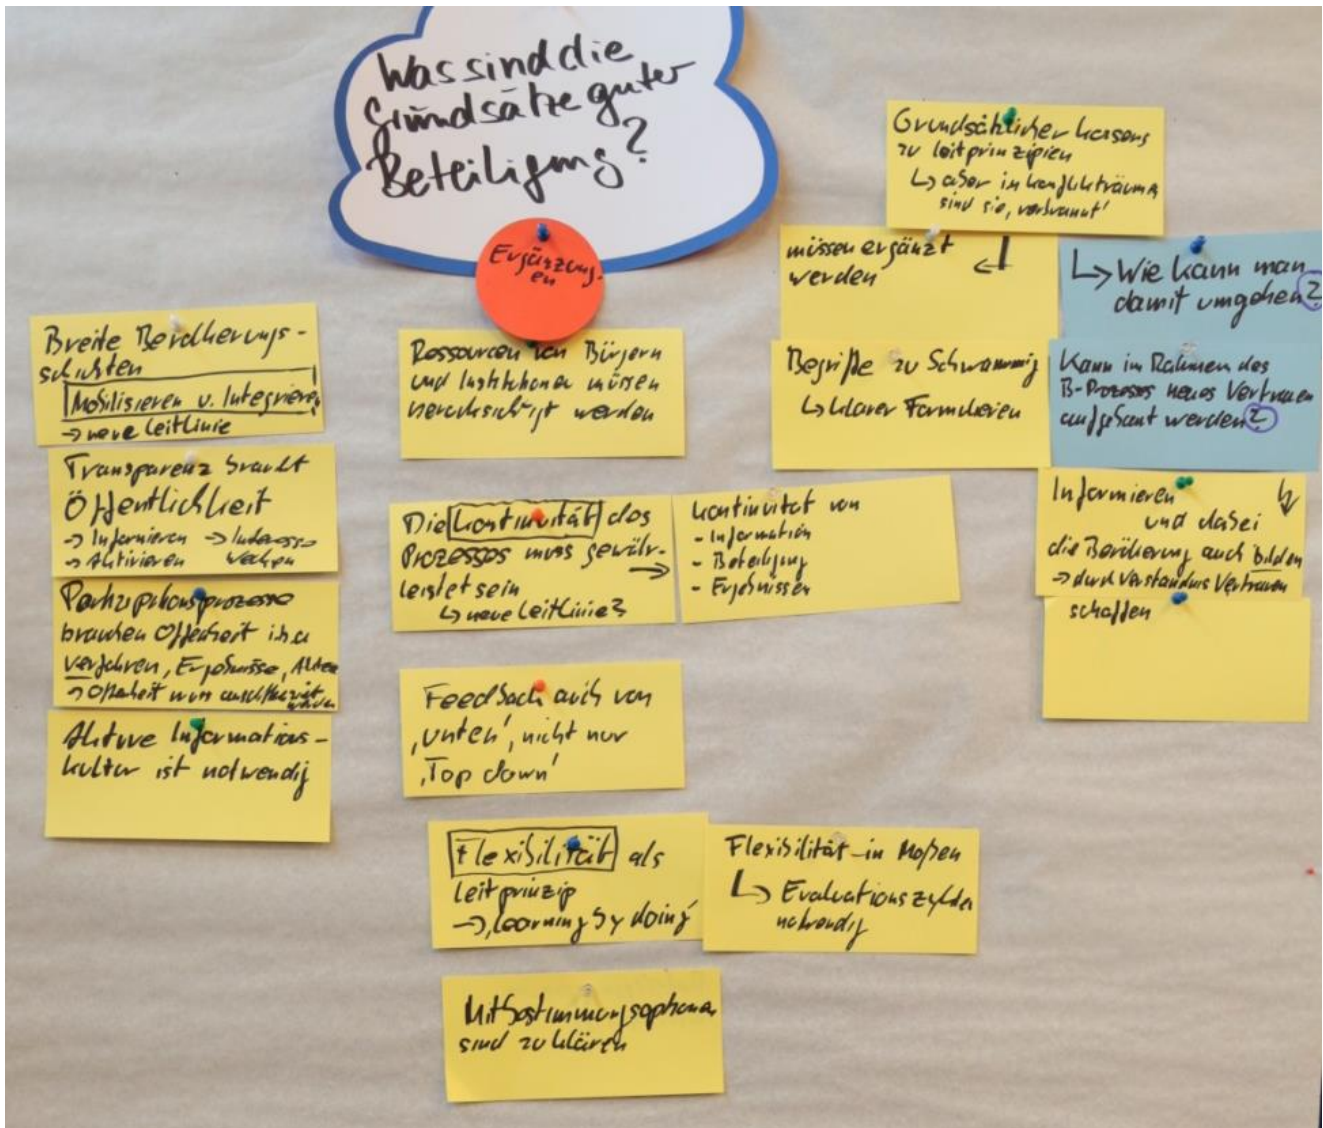 Was sind die
Grundsätze guter
Beteiligung?
Ergänzung-
en
Breite Bevölkerungs-
schichten
Mobilisieren u. Integrieren
→ neue Leitlinie
Transparenz braucht
Öffentlichkeit
→ Informieren → Interesse
→ Aktivieren wecken
Partizipationsprozesse
brauchen Offenheit
Verfahren, Ergebnisse,
→ Offenheit muss werden
Aktive Informations-
kultur ist notwendig
Ressourcen von Bürgern
und Institutionen müssen
berücksichtigt werden
Die Kontinuität des
Prozesses muss gewähr-
leistet sein →
↳ neue Leitlinie?
Kontinuität von
- Information
- Beteiligung
- Ergebnissen
Feedback auch von
'unten', nicht nur
'Top down'
Flexibilität als
Leitprinzip
→ 'learning by doing'
Flexibilität in Maßen
↳ Evaluationszyklen
notwendig
Mitbestimmungsoptionen
sind zu klären
Grundsätzlicher Konsens
zu Leitprinzipien
↳ aber in Konflikträumen
sind sie 'verbrannt'
müssen ergänzt
werden
↳ Wie kann man
damit umgehen?
Begriffe zu Schwammig
↳ klarer Formulieren
Kann im Rahmen des
B-Prozesses neues Vertrauen
aufgebaut werden?
Informieren
und dabei
die Bevölkerung auch bilden
→ durch Verständnis Vertrauen
schaffen